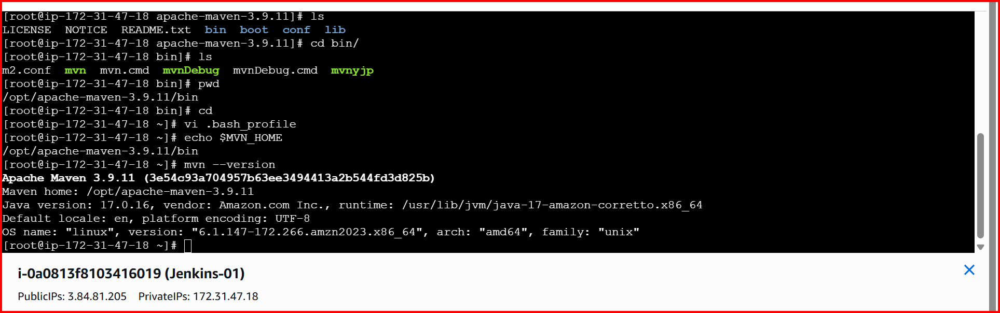 [root@ip-172-31-47-18 apache-maven-3.9.11]# ls
LICENSE  NOTICE  README.txt  bin  boot  conf  lib
[root@ip-172-31-47-18 apache-maven-3.9.11]# cd bin/
[root@ip-172-31-47-18 bin]# ls
m2.conf  mvn  mvn.cmd  mvnDebug  mvnDebug.cmd  mvnyjp
[root@ip-172-31-47-18 bin]# pwd
/opt/apache-maven-3.9.11/bin
[root@ip-172-31-47-18 bin]# cd
[root@ip-172-31-47-18 ~]# vi .bash_profile
[root@ip-172-31-47-18 ~]# echo $MVN_HOME
/opt/apache-maven-3.9.11/bin
[root@ip-172-31-47-18 ~]# mvn --version
Apache Maven 3.9.11 (3e54c93a704957b63ee3494413a2b544fd3d825b)
Maven home: /opt/apache-maven-3.9.11
Java version: 17.0.16, vendor: Amazon.com Inc., runtime: /usr/lib/jvm/java-17-amazon-corretto.x86_64
Default locale: en, platform encoding: UTF-8
OS name: "linux", version: "6.1.147-172.266.amzn2023.x86_64", arch: "amd64", family: "unix"
[root@ip-172-31-47-18 ~]#
i-0a0813f8103416019 (Jenkins-01)
PublicIPs: 3.84.81.205    PrivateIPs: 172.31.47.18